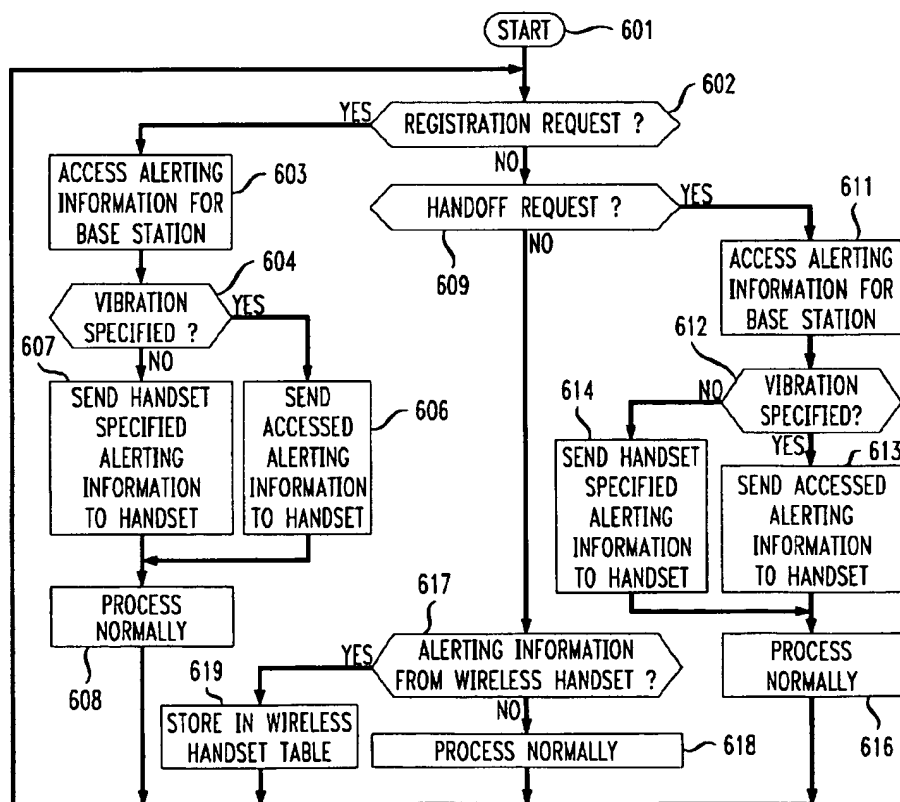 START
601
602
YES
REGISTRATION REQUEST ?
NO
603
ACCESS ALERTING
INFORMATION FOR
BASE STATION
HANDOFF REQUEST ?
YES
609
NO
611
ACCESS ALERTING
INFORMATION FOR
BASE STATION
604
VIBRATION
SPECIFIED ?
YES
NO
607
SEND HANDSET
SPECIFIED
ALERTING
INFORMATION
TO HANDSET
SEND
ACCESSED
ALERTING
INFORMATION
TO HANDSET
606
612
VIBRATION
SPECIFIED?
NO
YES
614
SEND HANDSET
SPECIFIED
ALERTING
INFORMATION
TO HANDSET
613
SEND ACCESSED
ALERTING
INFORMATION
TO HANDSET
PROCESS
NORMALLY
608
617
ALERTING INFORMATION
FROM WIRELESS HANDSET ?
YES
NO
619
STORE IN WIRELESS
HANDSET TABLE
PROCESS NORMALLY
618
PROCESS
NORMALLY
616